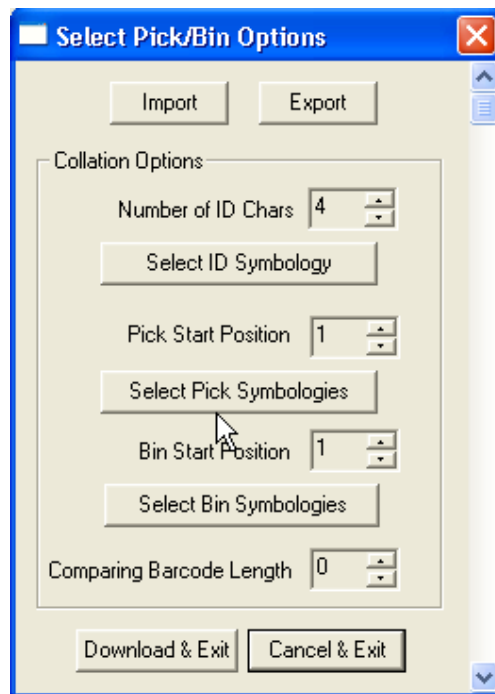 Select Pick/Bin Options
Import Export
Collation Options
Number of ID Chars 4
Select ID Symbology
Pick Start Position 1
Select Pick Symbologies
Bin Start Position 1
Select Bin Symbologies
Comparing Barcode Length 0
Download & Exit Cancel & Exit